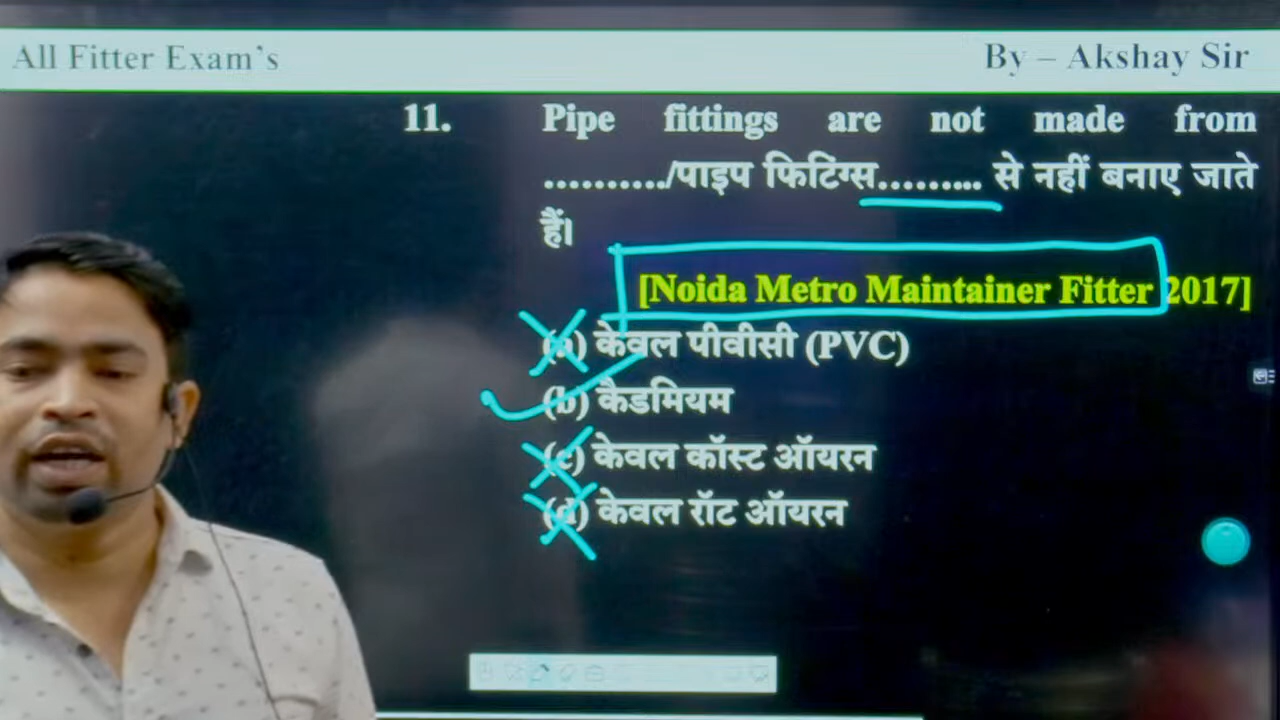 All Fitter Exam's
By – Akshay Sir
11. Pipe fittings are not made from
........../पाइप फिटिंग्स......... से नहीं बनाए जाते
हैं।
[Noida Metro Maintainer Fitter 2017]
(a) केवल पीवीसी (PVC)
(b) कैडमियम
(c) केवल कॉस्ट ऑयरन
(d) केवल रॉट ऑयरन